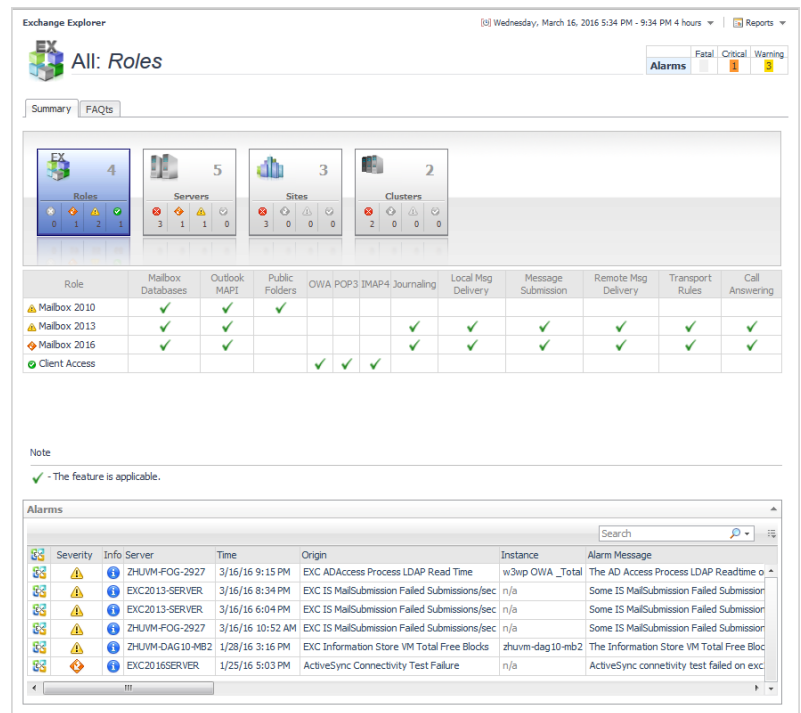 Exchange Explorer
Wednesday, March 16, 2016 5:34 PM - 9:34 PM 4 hours Reports
EX
All: Roles
Fatal Critical Warning
Alarms 1 3
Summary FAQts
EX 4 5 3 2
Roles Servers Sites Clusters
0 1 2 1 3 1 1 0 3 0 0 0 2 0 0 0
Role Mailbox Databases Outlook MAPI Public Folders OWA POP3 IMAP4 Journaling Local Msg Delivery Message Submission Remote Msg Delivery Transport Rules Call Answering
Mailbox 2010
Mailbox 2013
Mailbox 2016
Client Access
Note
- The feature is applicable.
Alarms
Search
Severity Info Server Time Origin Instance Alarm Message
ZHUVM-FOG-2927 3/16/16 9:15 PM EXC ADAccess Process LDAP Read Time w3wp OWA _Total The AD Access Process LDAP Readtime o
EXC2013-SERVER 3/16/16 8:34 PM EXC IS MailSubmission Failed Submissions/sec n/a Some IS MailSubmission Failed Submission
EXC2013-SERVER 3/16/16 6:04 PM EXC IS MailSubmission Failed Submissions/sec n/a Some IS MailSubmission Failed Submission
ZHUVM-FOG-2927 3/16/16 10:52 AM EXC IS MailSubmission Failed Submissions/sec n/a Some IS MailSubmission Failed Submission
ZHUVM-DAG10-MB2 1/28/16 3:16 PM EXC Information Store VM Total Free Blocks zhuvm-dag10-mb2 The Information Store VM Total Free Bloc
EXC2016SERVER 1/25/16 5:03 PM ActiveSync Connectivity Test Failure n/a ActiveSync connetivity test failed on exc